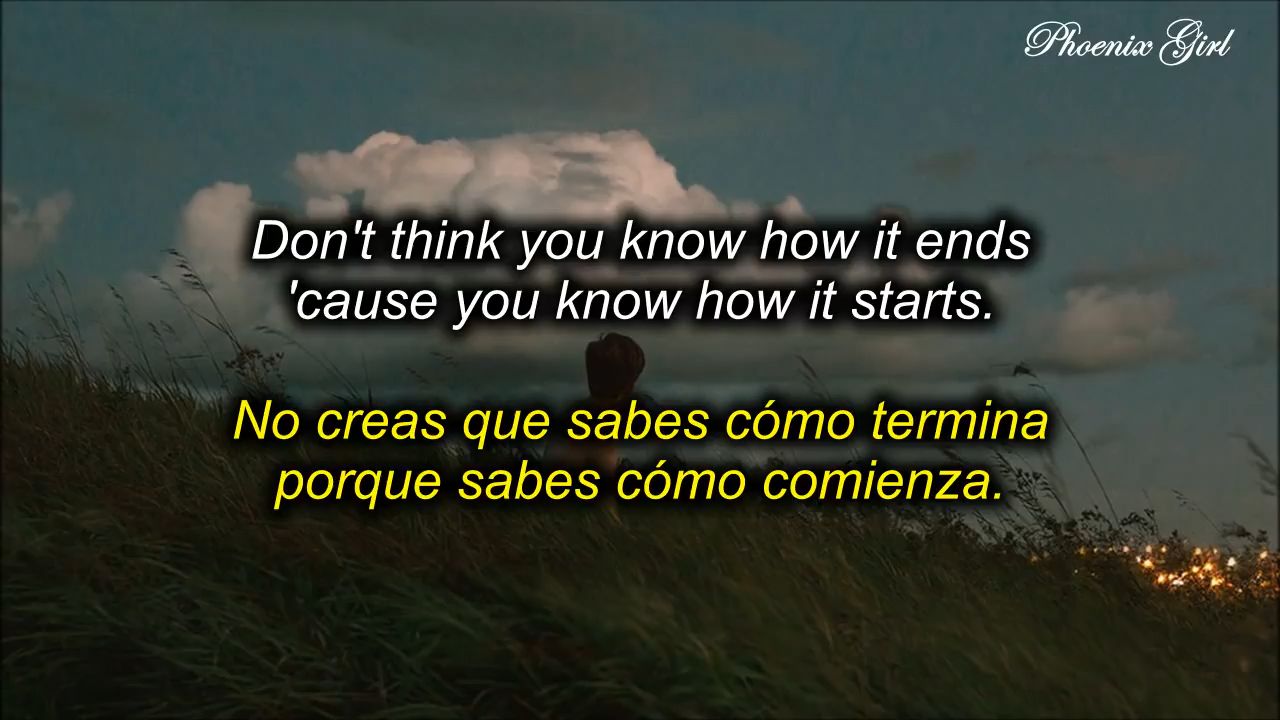 Phoenix Girl
Don't think you know how it ends
'cause you know how it starts.
No creas que sabes cómo termina
porque sabes cómo comienza.